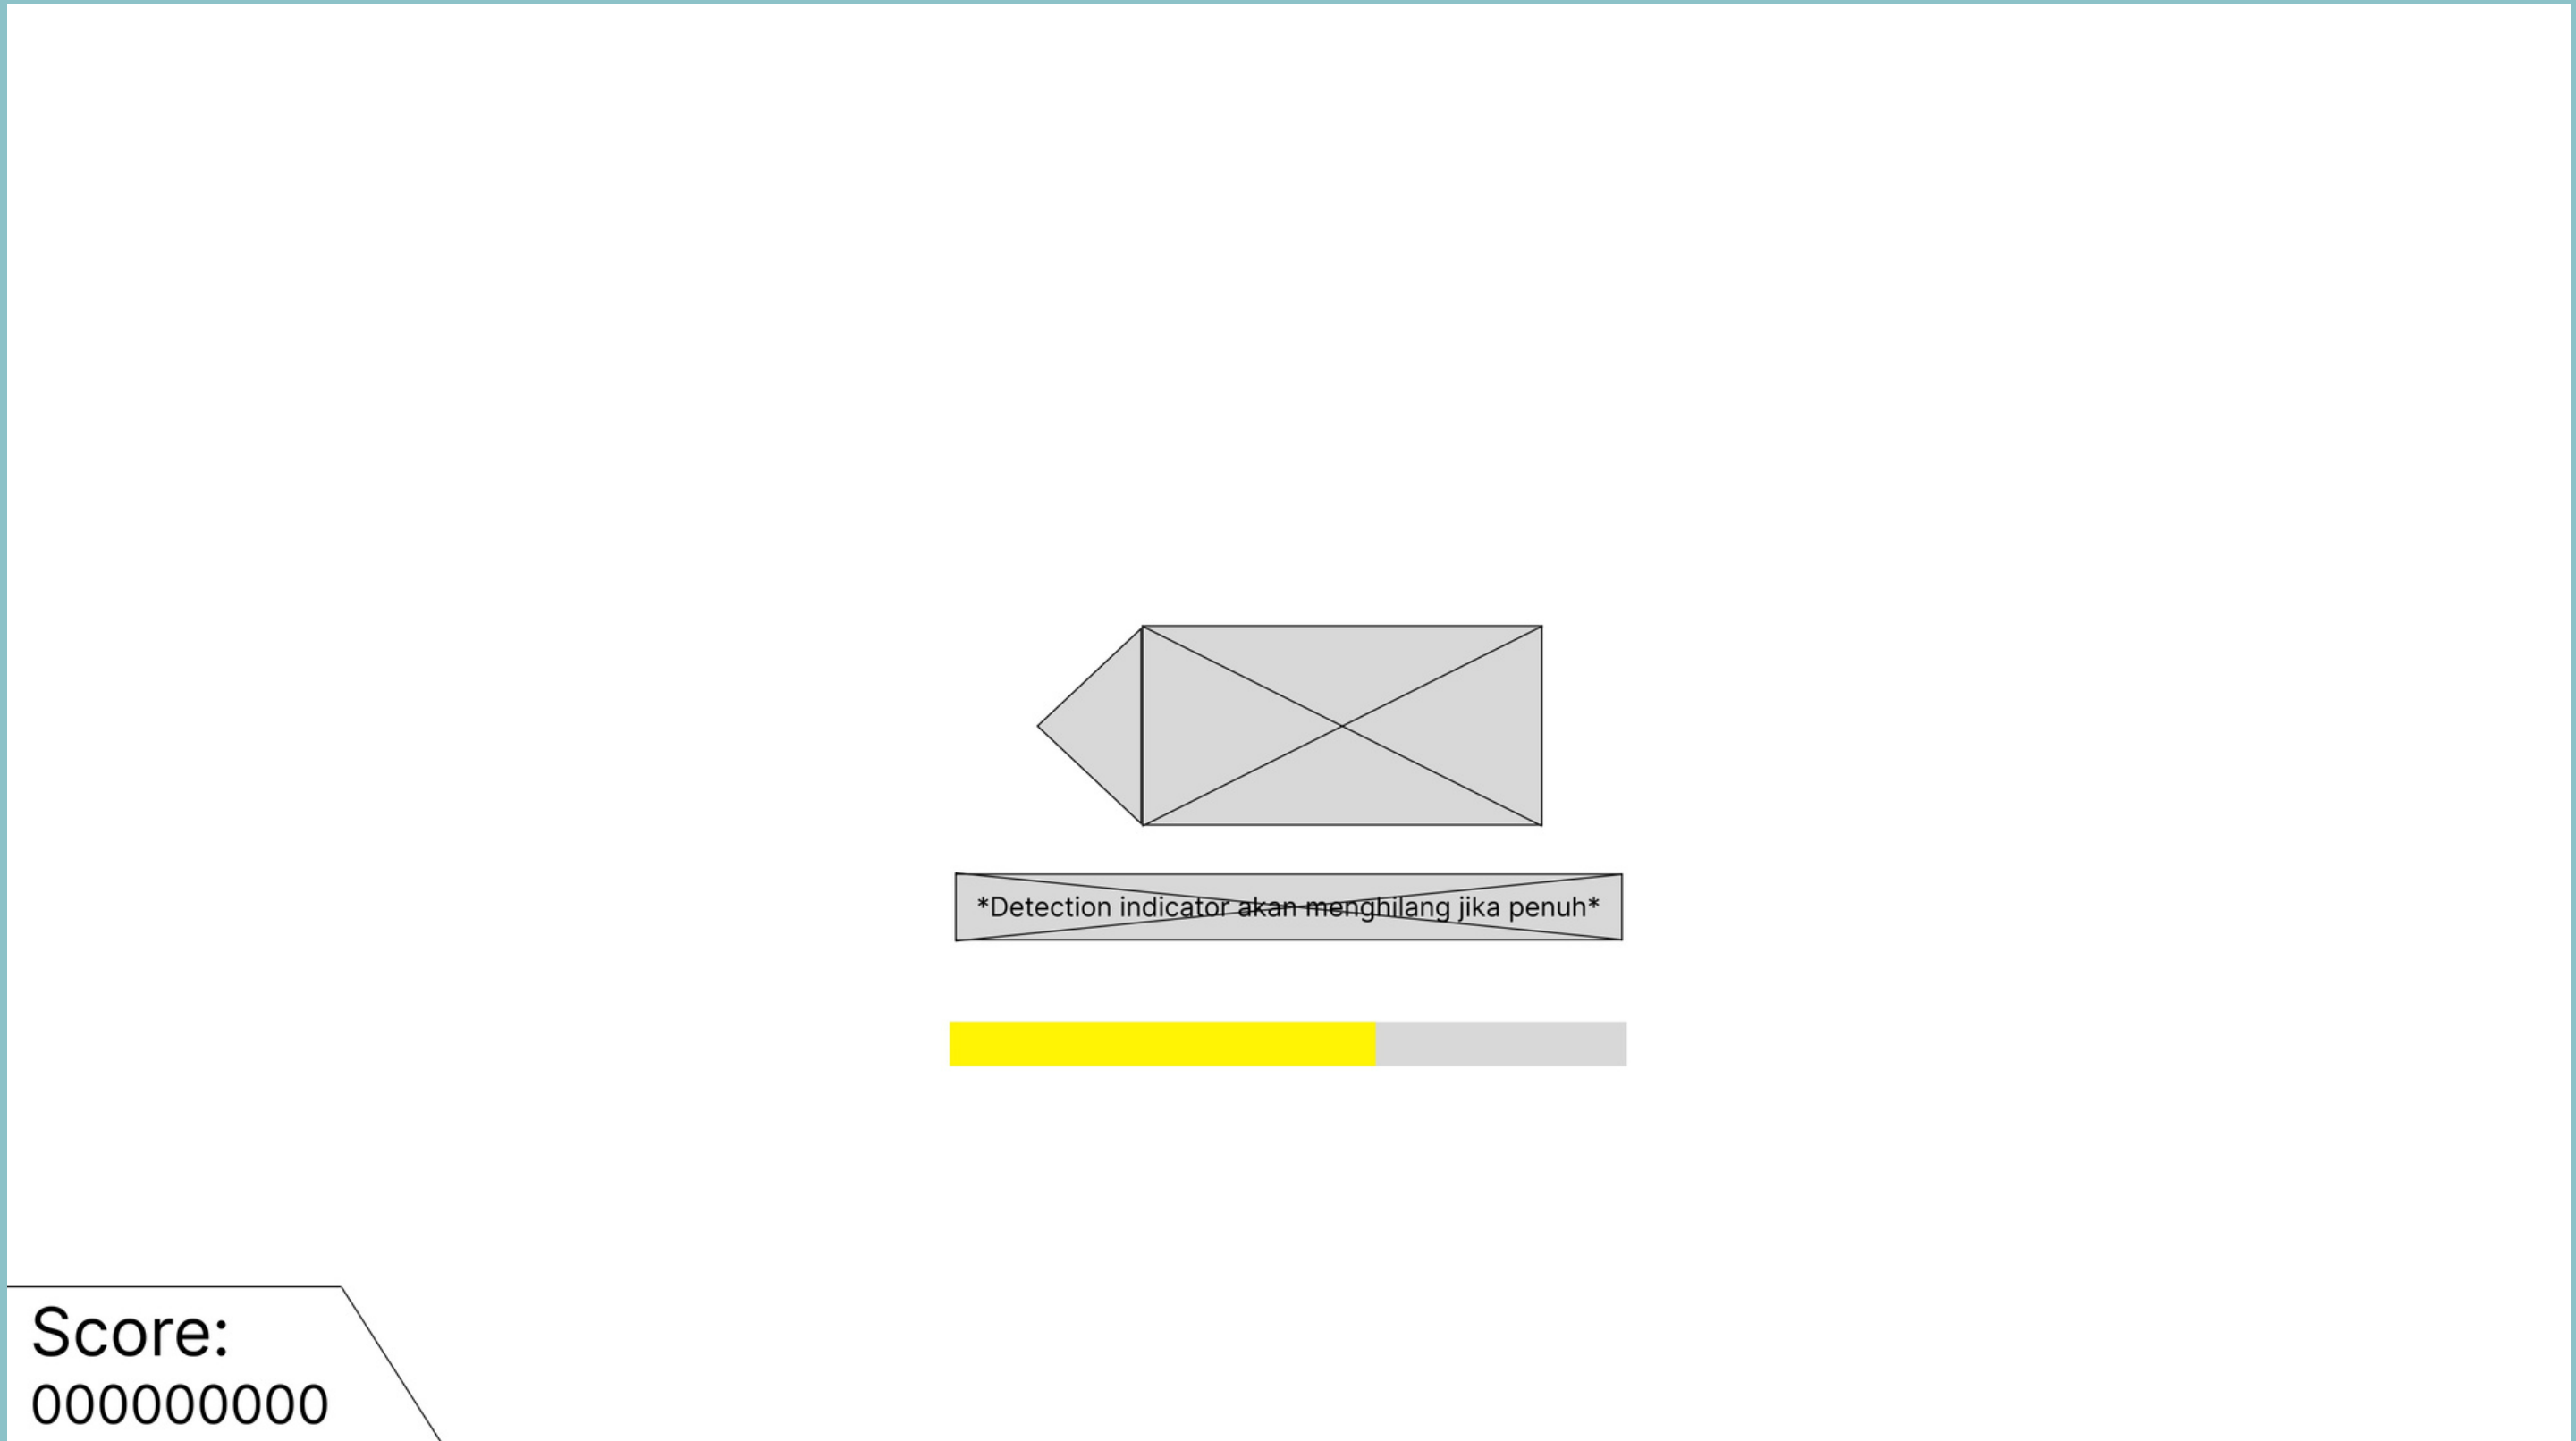 *Detection indicator akan menghilang jika penuh*
Score:
000000000